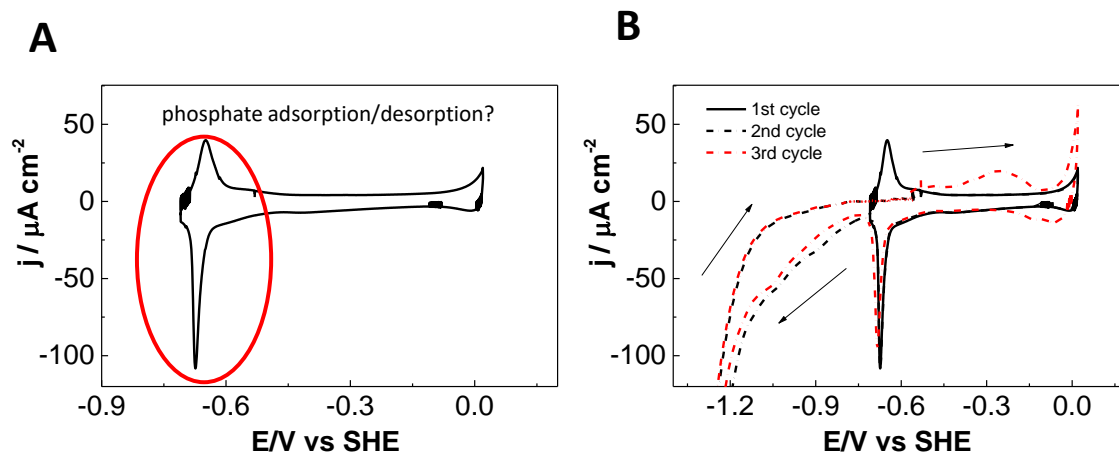 A
phosphate adsorption/desorption?
50
0
-50
-100
-0.9
-0.6
-0.3
0.0
j / μA cm⁻²
E/V vs SHE
B
1st cycle
2nd cycle
3rd cycle
50
0
-50
-100
-1.2
-0.9
-0.6
-0.3
0.0
j / μA cm⁻²
E/V vs SHE